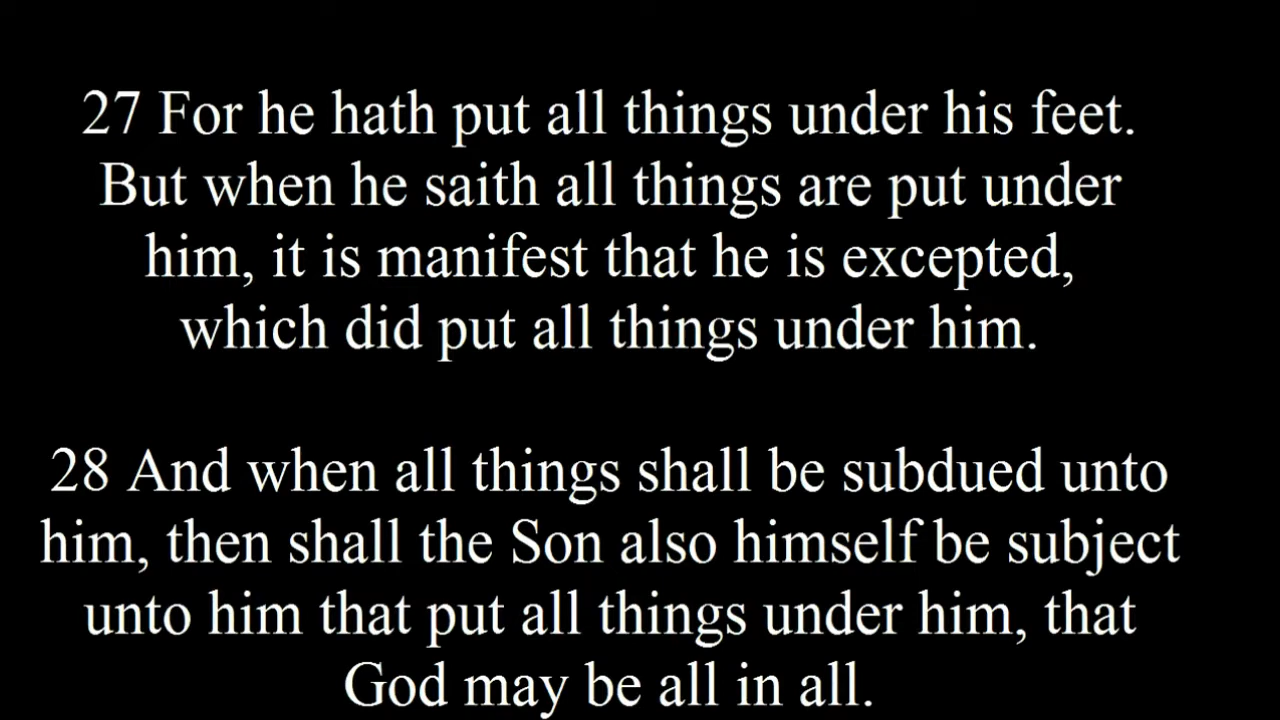 27 For he hath put all things under his feet.
But when he saith all things are put under
him, it is manifest that he is excepted,
which did put all things under him.
28 And when all things shall be subdued unto
him, then shall the Son also himself be subject
unto him that put all things under him, that
God may be all in all.